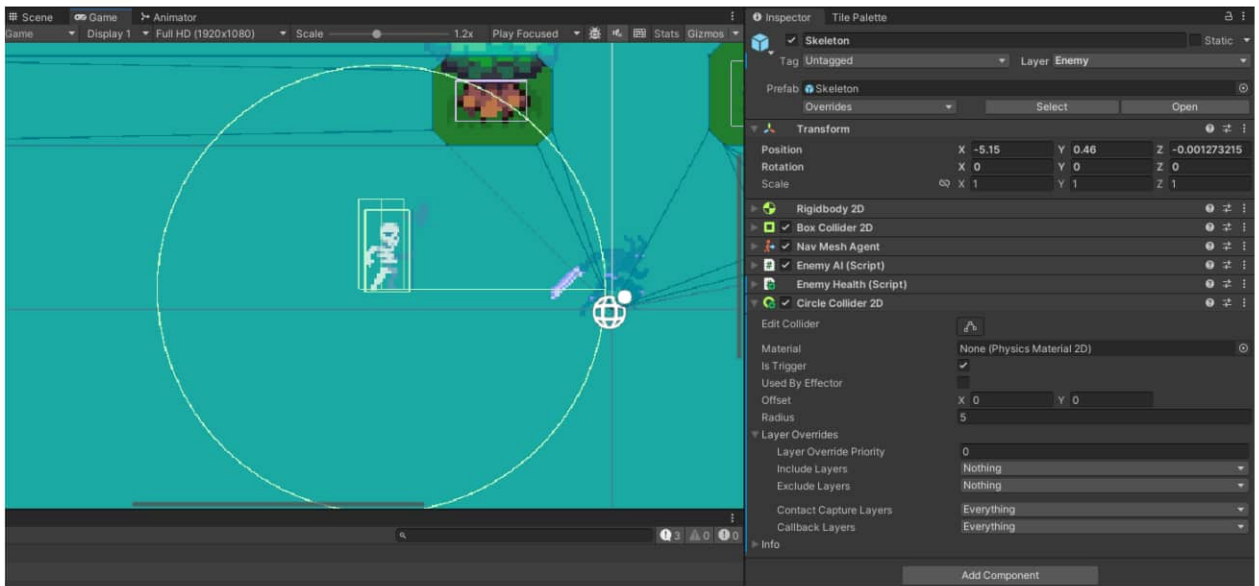 Scene Game Animator
Game Display 1 Full HD (1920x1080) Scale 1.2x Play Focused Stats Gizmos
3 0 0
Inspector Tile Palette
Skeleton Static
Tag Untagged Layer Enemy
Prefab Skeleton
Overrides Select Open
Transform
Position X -5.15 Y 0.46 Z -0.001273215
Rotation X 0 Y 0 Z 0
Scale X 1 Y 1 Z 1
Rigidbody 2D
Box Collider 2D
Nav Mesh Agent
# Enemy AI (Script)
# Enemy Health (Script)
Circle Collider 2D
Edit Collider
Material None (Physics Material 2D)
Is Trigger
Used By Effector
Offset X 0 Y 0
Radius 5
Layer Overrides
Layer Override Priority 0
Include Layers Nothing
Exclude Layers Nothing
Contact Capture Layers Everything
Callback Layers Everything
Info
Add Component